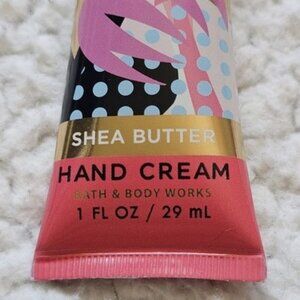 SHEA BUTTER
HAND CREAM
BATH & BODY WORKS
1 FL OZ / 29 mL